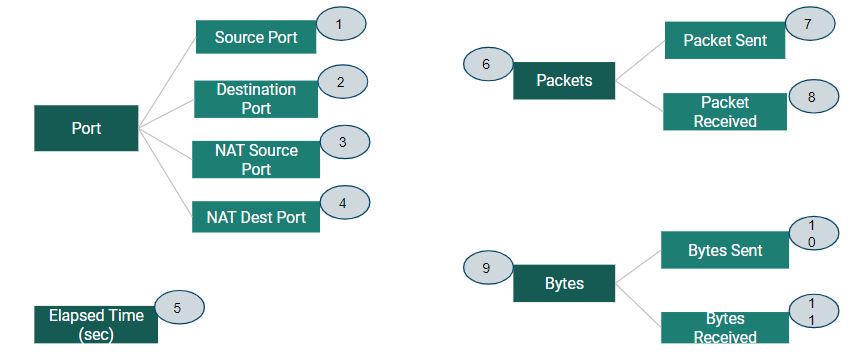 Port
Source Port
1
Destination
Port
2
NAT Source
Port
3
NAT Dest Port
4
Elapsed Time
(sec)
5
Packets
6
Packet Sent
7
Packet
Received
8
Bytes
9
Bytes Sent
1
0
Bytes
Received
1
1